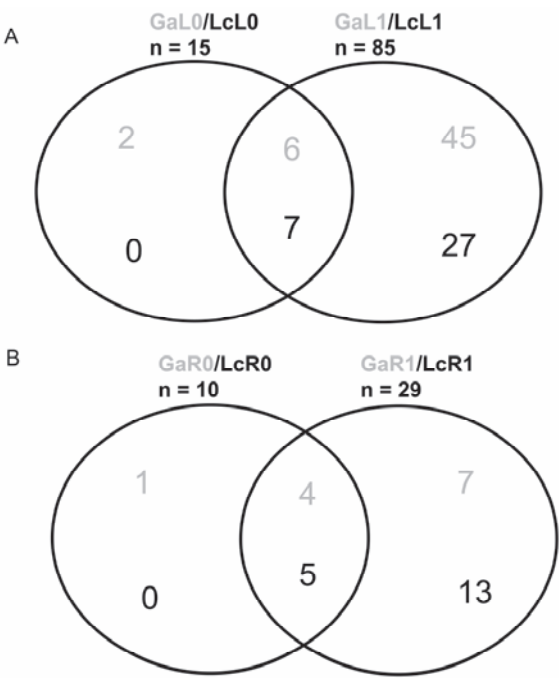 A
GaL0/LcL0 GaL1/LcL1
n = 15 n = 85
2 6 45
0 7 27
B
GaR0/LcR0 GaR1/LcR1
n = 10 n = 29
1 4 7
0 5 13